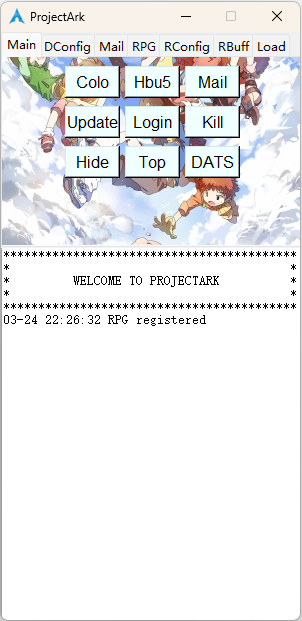 ProjectArk
Main DConfig Mail RPG RConfig RBuff Load
Colo Hbu5 Mail
Update Login Kill
Hide Top DATS
******************************************
* *
* WELCOME TO PROJECTARK *
* *
******************************************
03-24 22:26:32 RPG registered